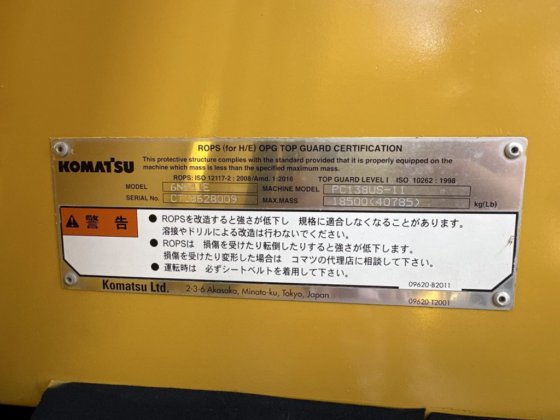 ROPS (for H/E) OPG TOP GUARD CERTIFICATION
KOMATSU
This protective structure complies with the standard provided that it is properly equipped on the
machine which mass is less than the specified maximum mass.
ROPS: ISO 12117-2 : 2008/Amd. 1:2016 TOP GUARD LEVEL I ISO 10262 : 1998
MODEL MACHINE MODEL PC138US-11
SERIAL No. MAX.MASS 18500(40785) kg(Lb)
警告
● ROPSを改造すると強さが低下し 規格に適合しなくなることがあります。
溶接やドリルによる改造は行わないでください。
● ROPSは 損傷を受けたり転倒したりすると強さが低下します。
損傷を受けたり変形した場合は コマツの代理店に相談して下さい。
● 運転時は 必ずシートベルトを着用して下さい。
09620-B2011
Komatsu Ltd. 2-3-6 Akasaka, Minato-ku, Tokyo, Japan
09620-T2001